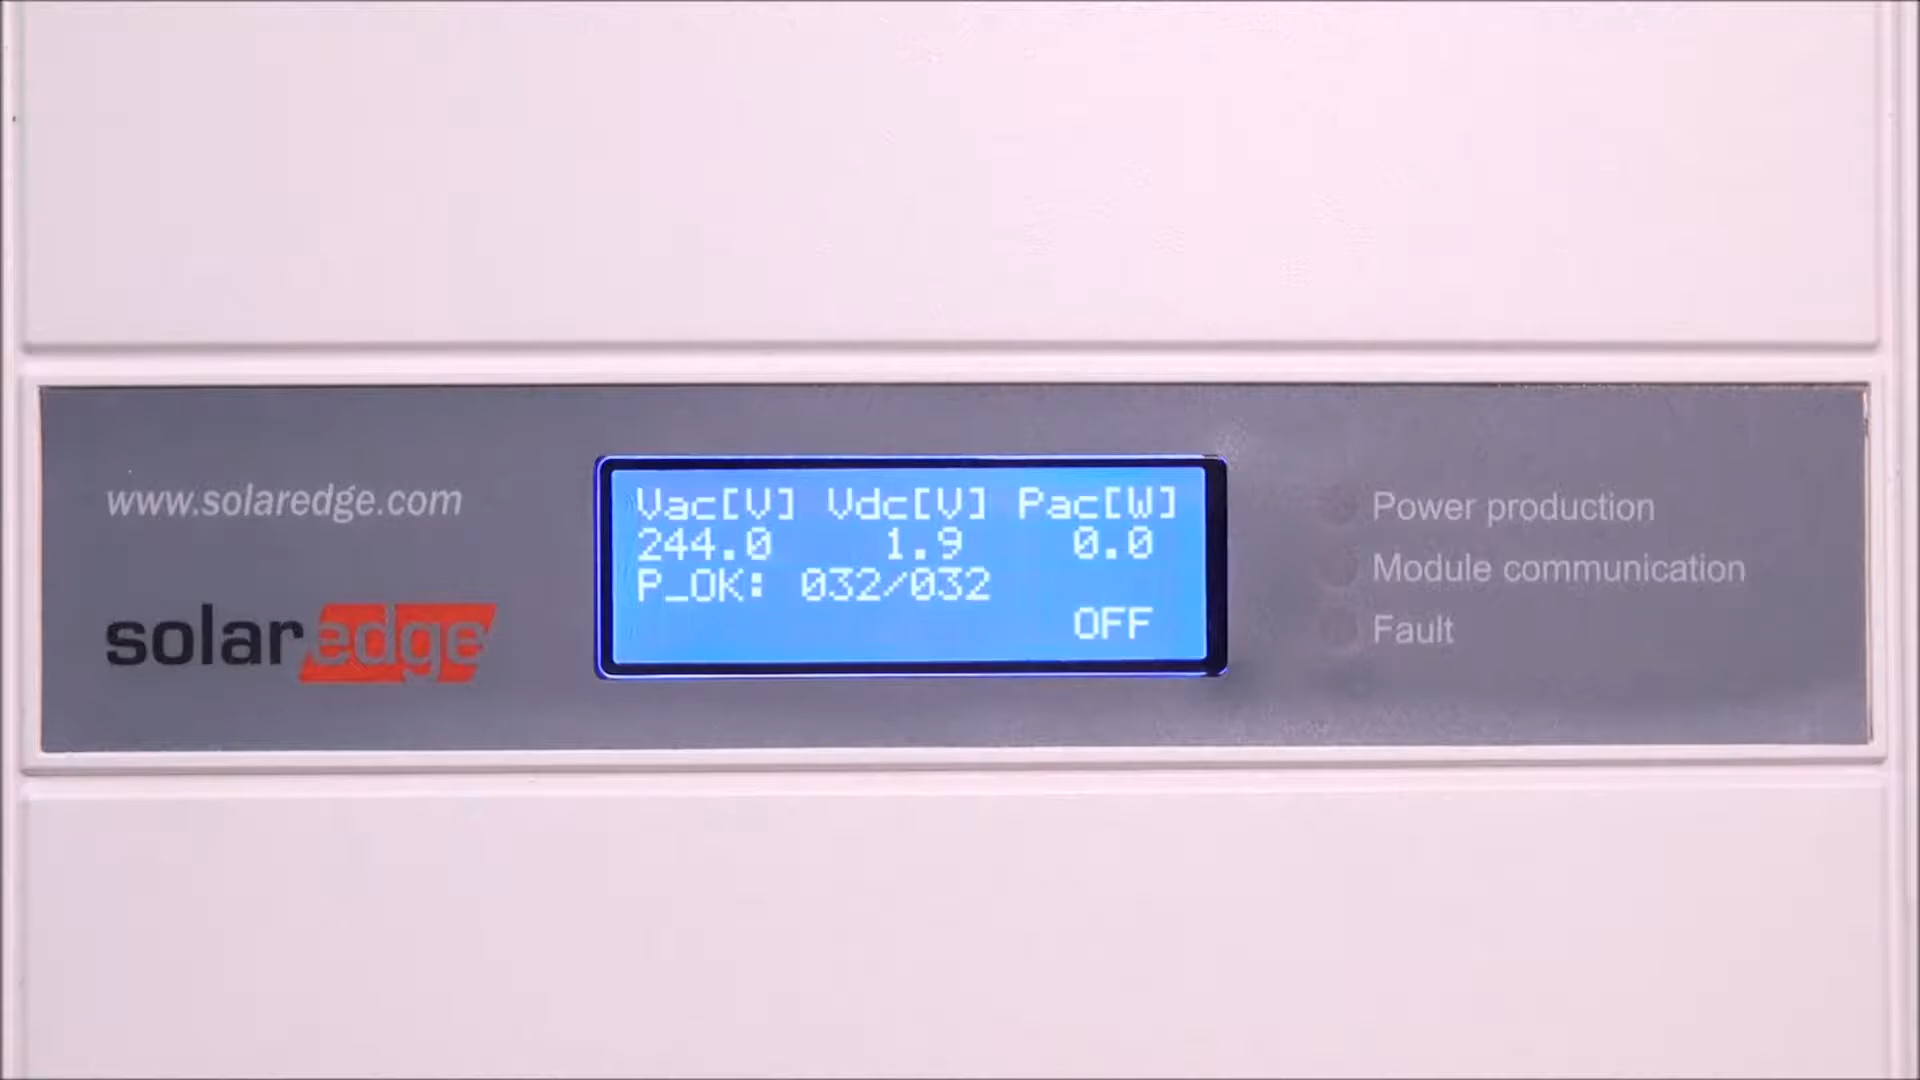 www.solaredge.com
solaredge
Vac[V] Vdc[V] Pac[W]
244.0 1.9 0.0
P_OK: 032/032
OFF
Power production
Module communication
Fault